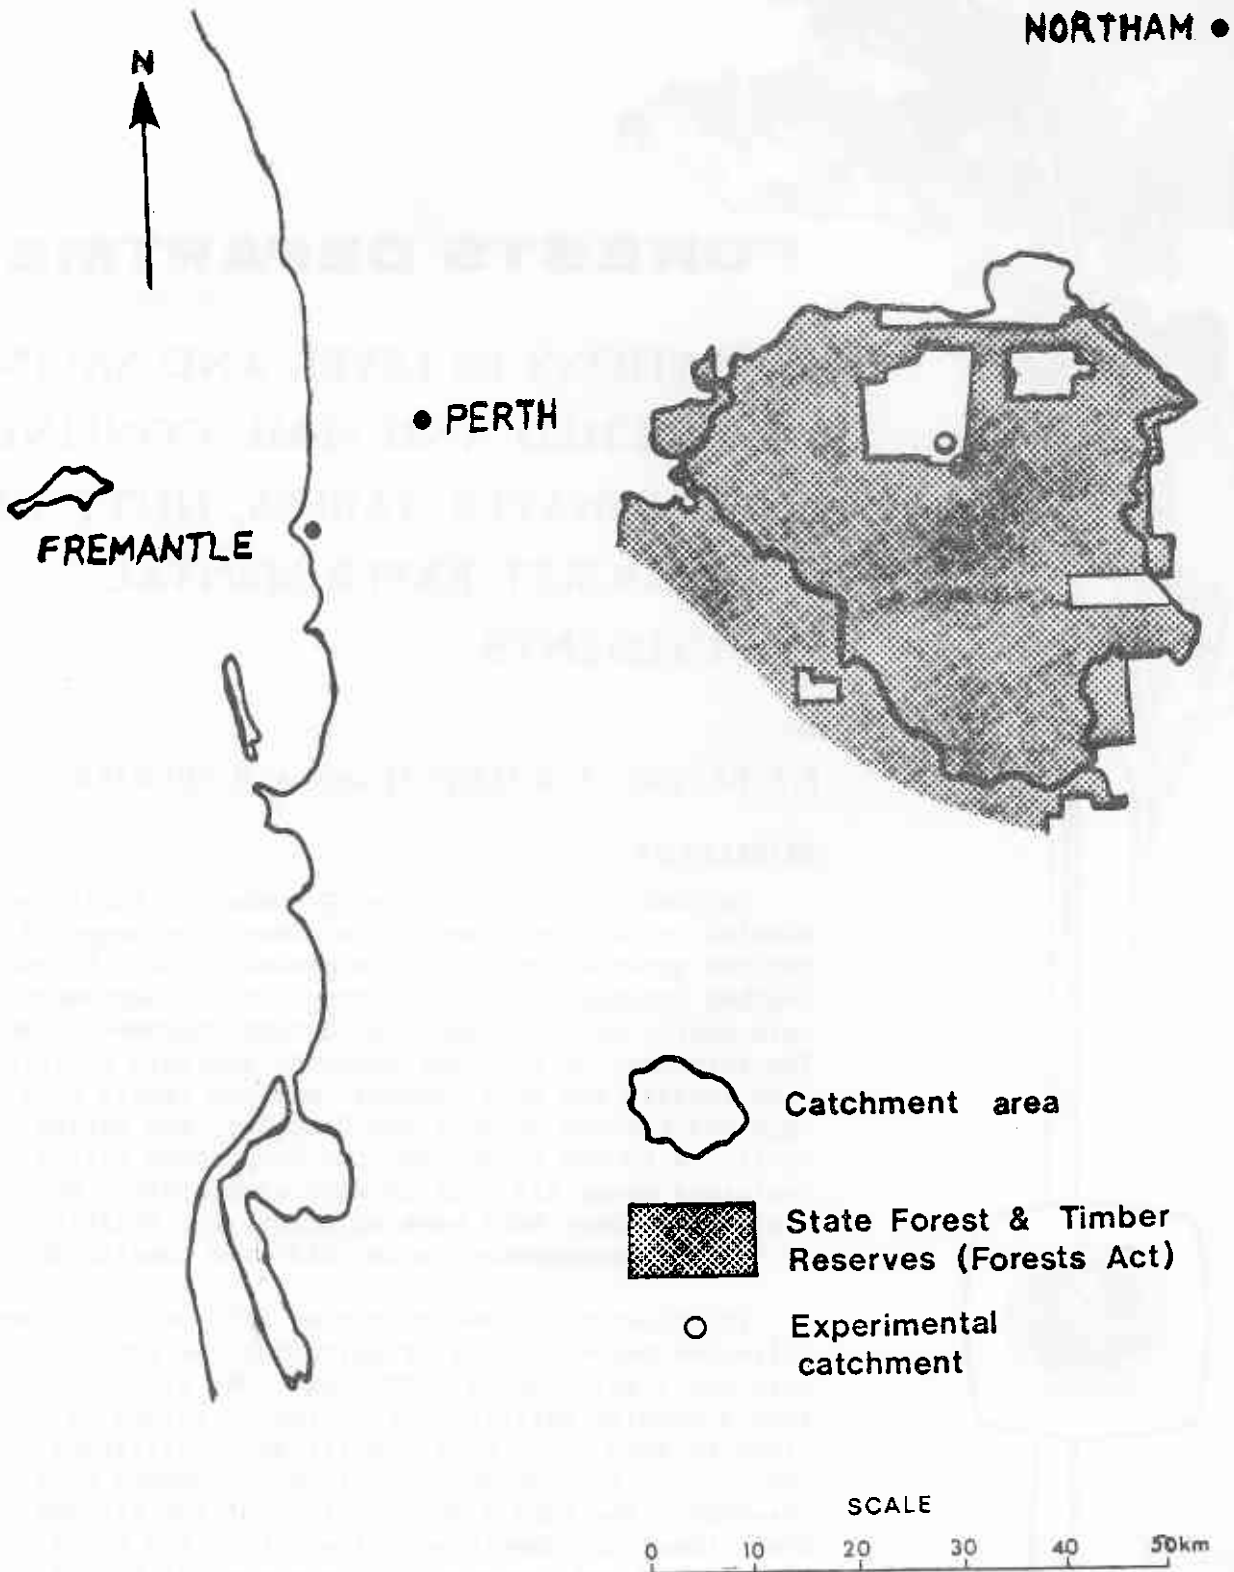 NORTHAM
N
PERTH
FREMANTLE
Catchment area
State Forest & Timber
Reserves (Forests Act)
Experimental
catchment
SCALE
0 10 20 30 40 50km